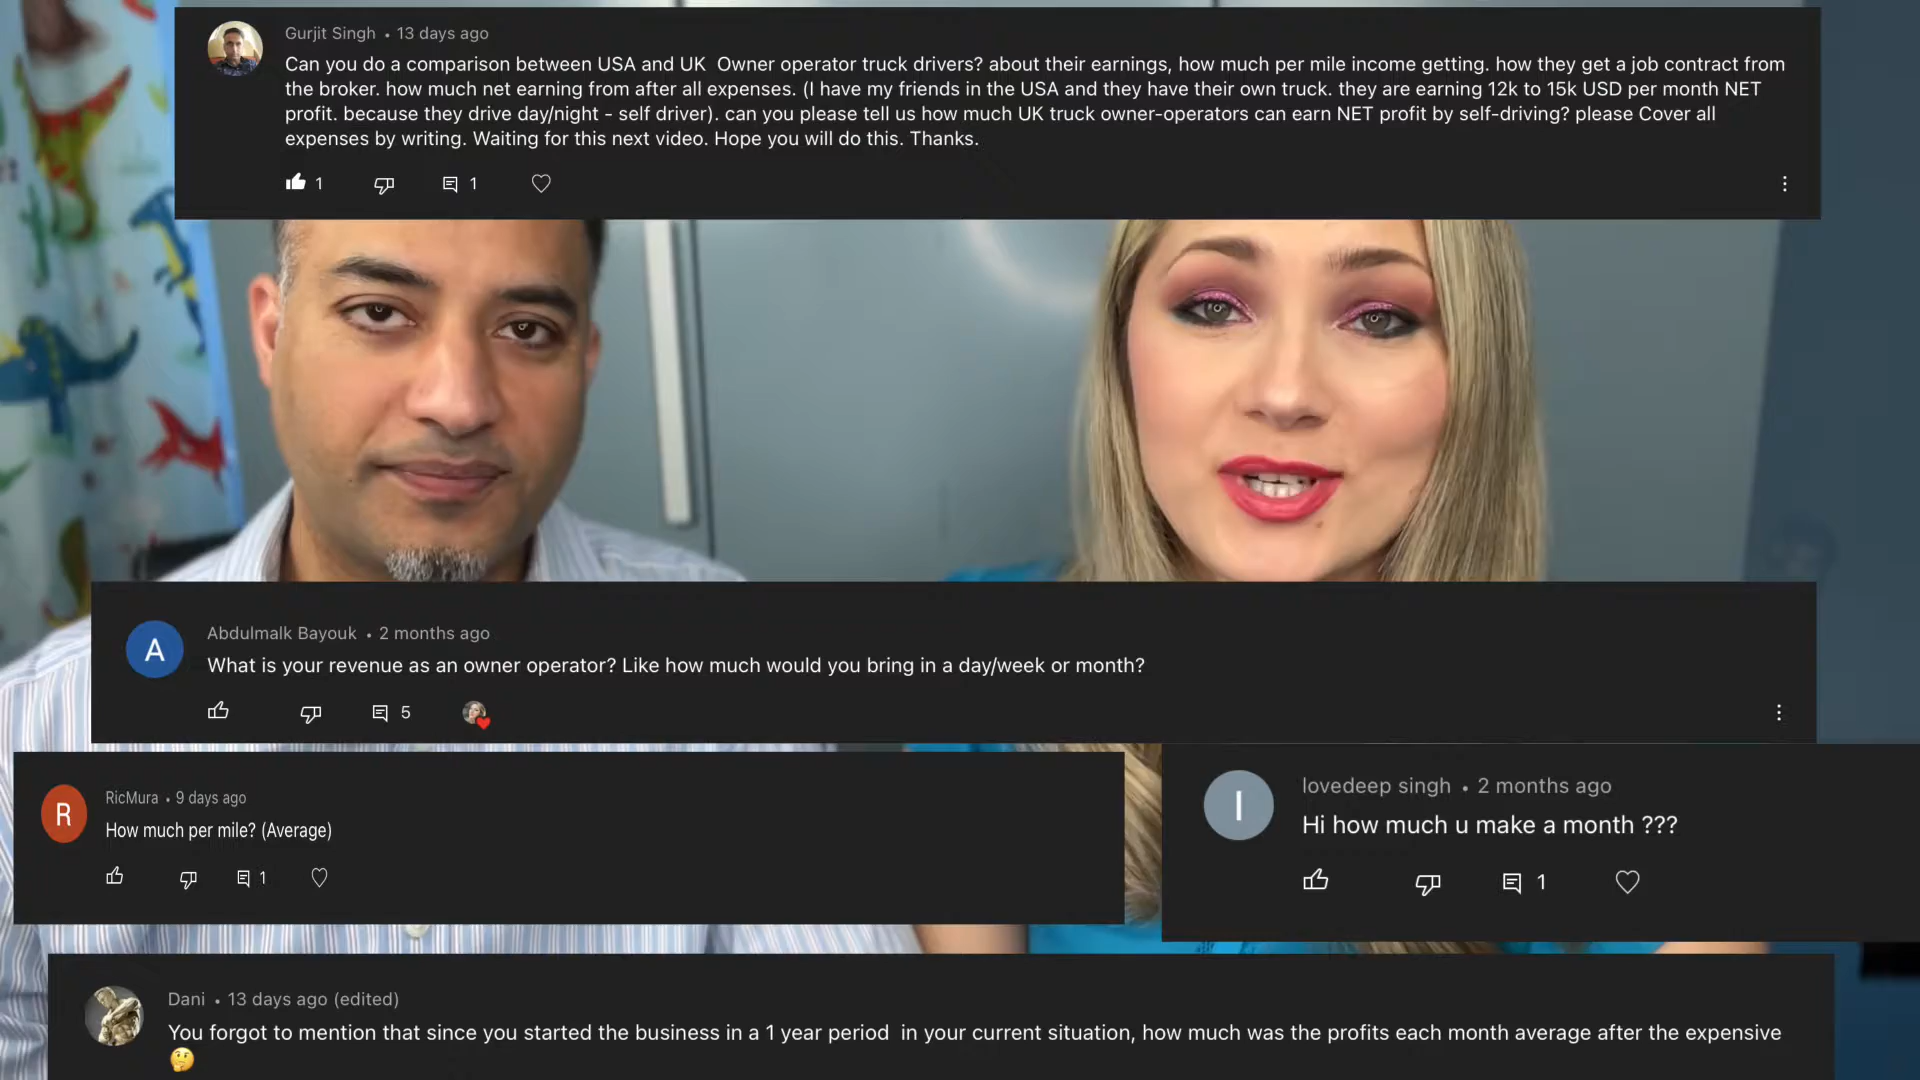 Gurjit Singh • 13 days ago
Can you do a comparison between USA and UK Owner operator truck drivers? about their earnings, how much per mile income getting. how they get a job contract from
the broker. how much net earning from after all expenses. (I have my friends in the USA and they have their own truck. they are earning 12k to 15k USD per month NET
profit. because they drive day/night - self driver). can you please tell us how much UK truck owner-operators can earn NET profit by self-driving? please Cover all
expenses by writing. Waiting for this next video. Hope you will do this. Thanks.
1 1
A
Abdulmalk Bayouk • 2 months ago
What is your revenue as an owner operator? Like how much would you bring in a day/week or month?
5
R
RicMura • 9 days ago
How much per mile? (Average)
1
l
lovedeep singh • 2 months ago
Hi how much u make a month ???
1
Dani • 13 days ago (edited)
You forgot to mention that since you started the business in a 1 year period in your current situation, how much was the profits each month average after the expensive
🤔